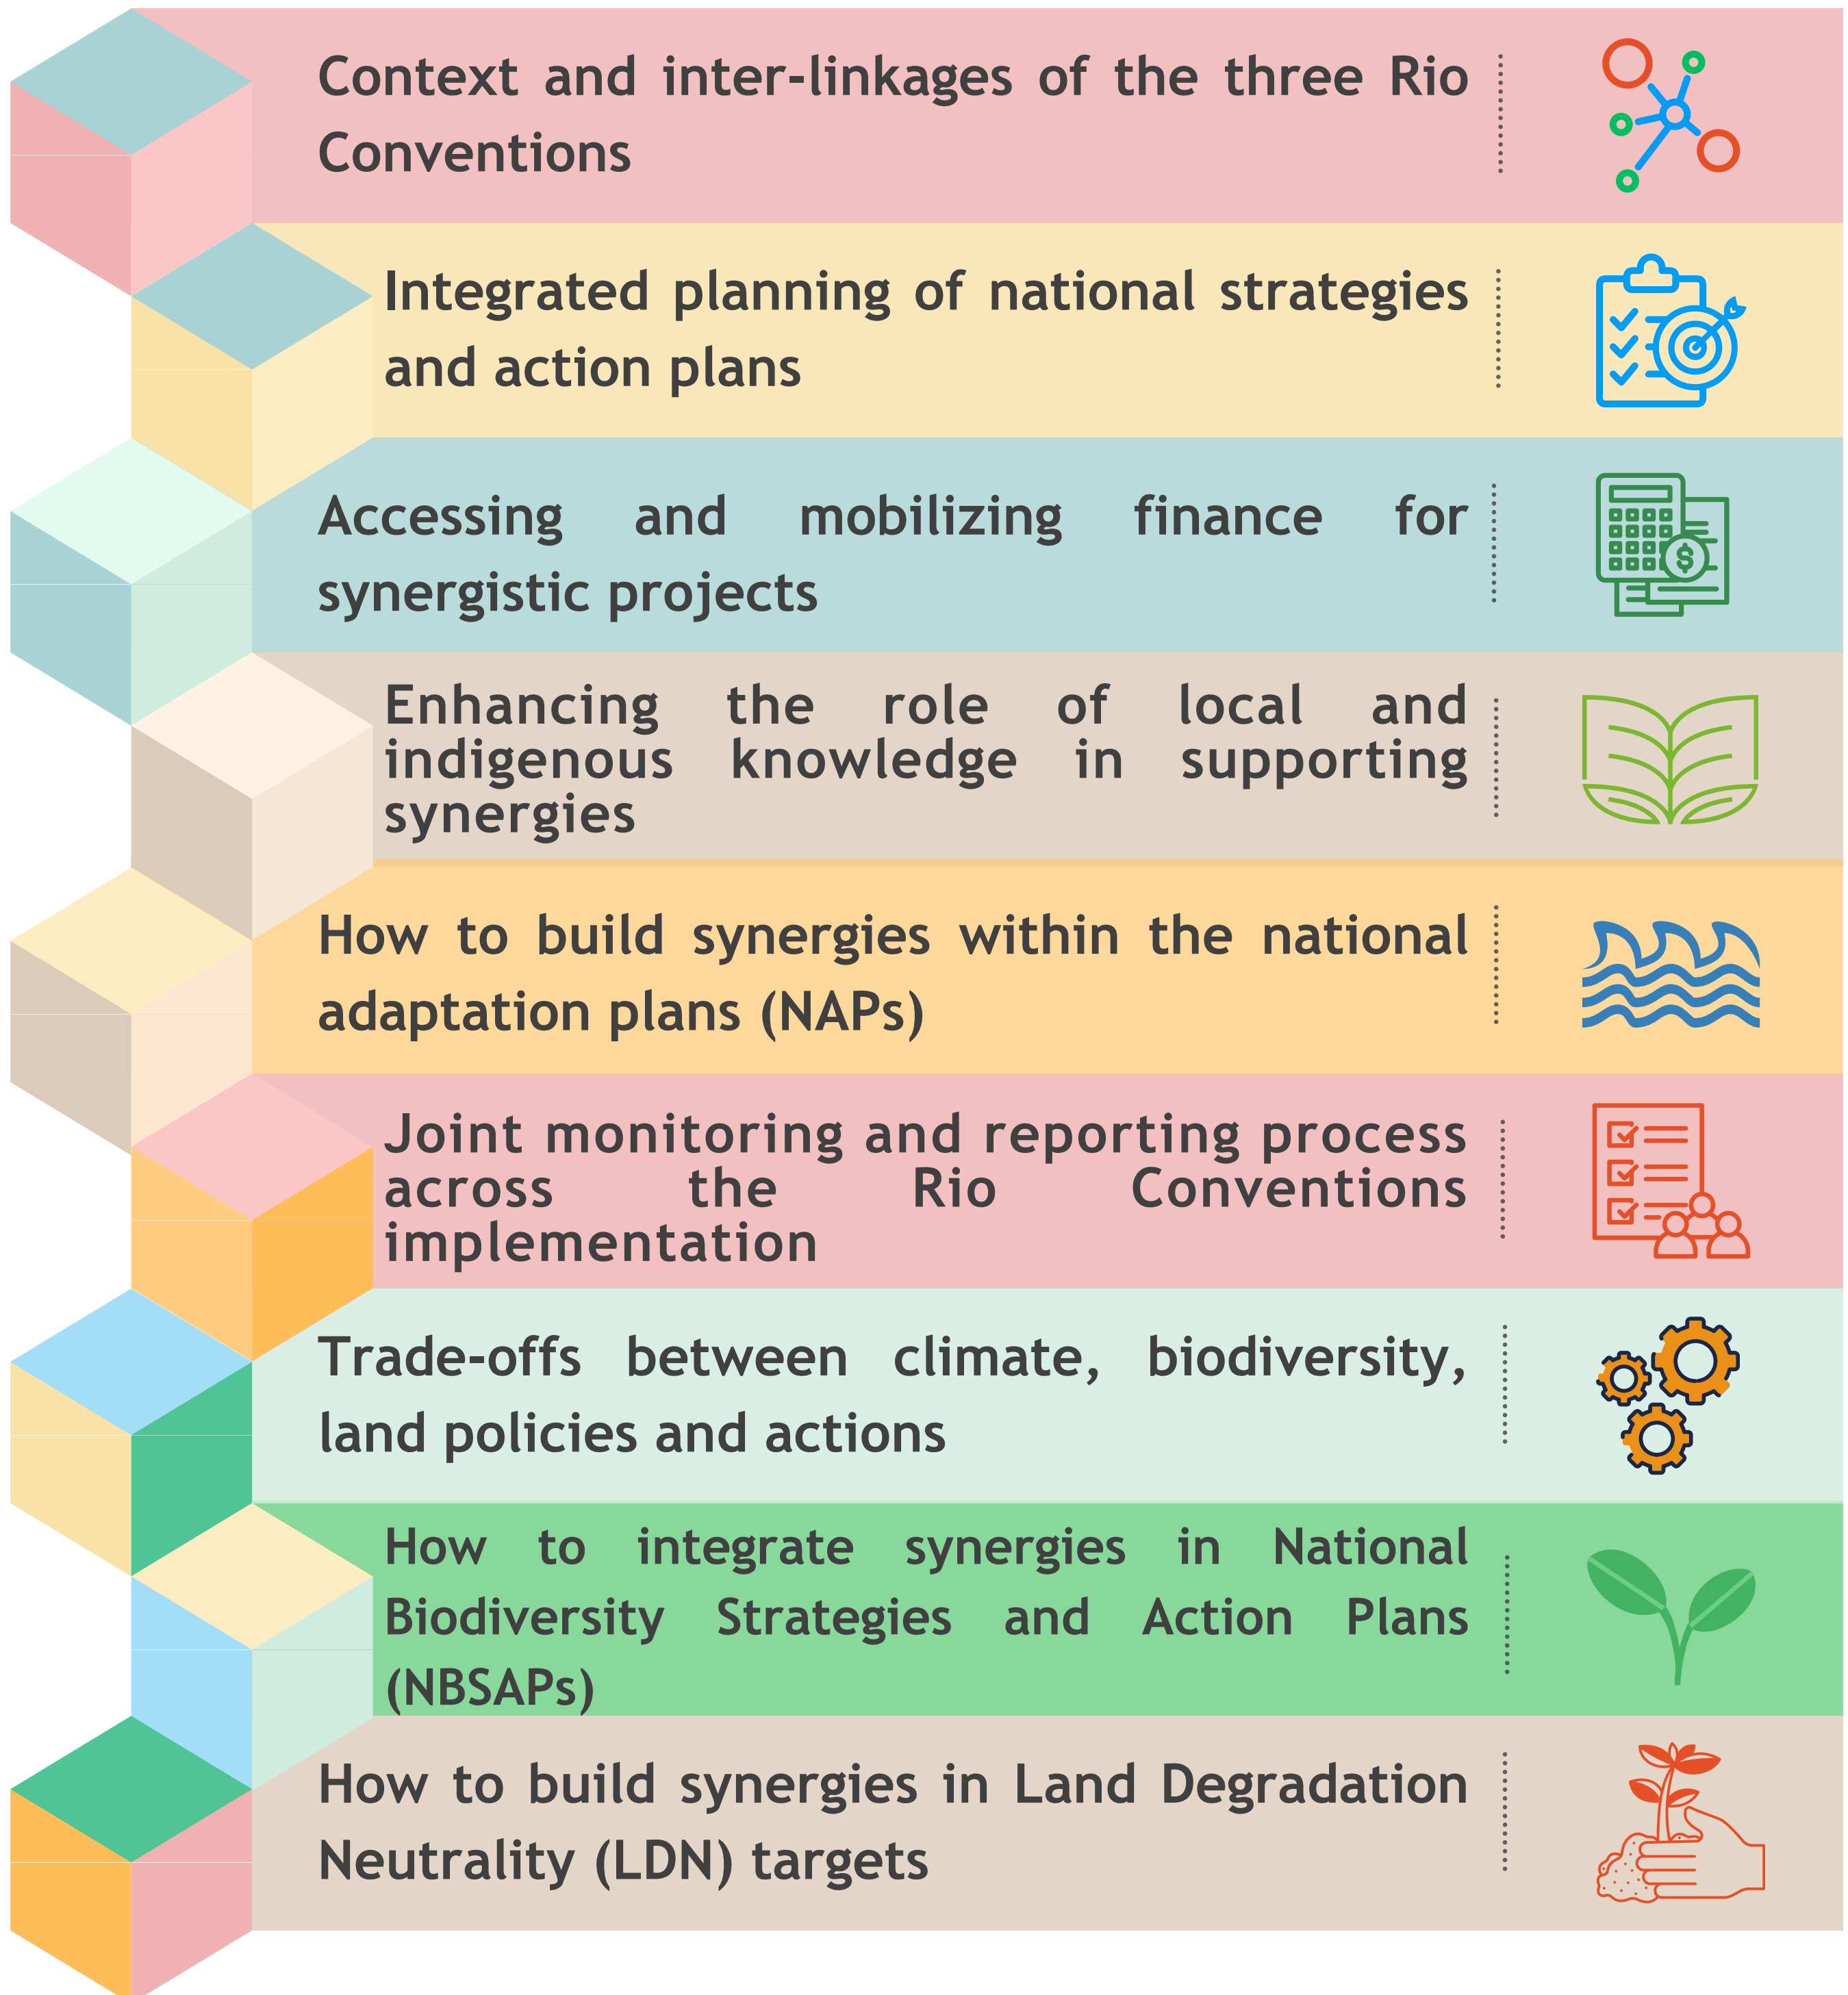 Context and inter-linkages of the three Rio
Conventions
Integrated planning of national strategies
and action plans
Accessing and mobilizing finance for
synergistic projects
Enhancing the role of local and
indigenous knowledge in supporting
synergies
How to build synergies within the national
adaptation plans (NAPs)
Joint monitoring and reporting process
across the Rio Conventions
implementation
Trade-offs between climate, biodiversity,
land policies and actions
How to integrate synergies in National
Biodiversity Strategies and Action Plans
(NBSAPs)
How to build synergies in Land Degradation
Neutrality (LDN) targets
$